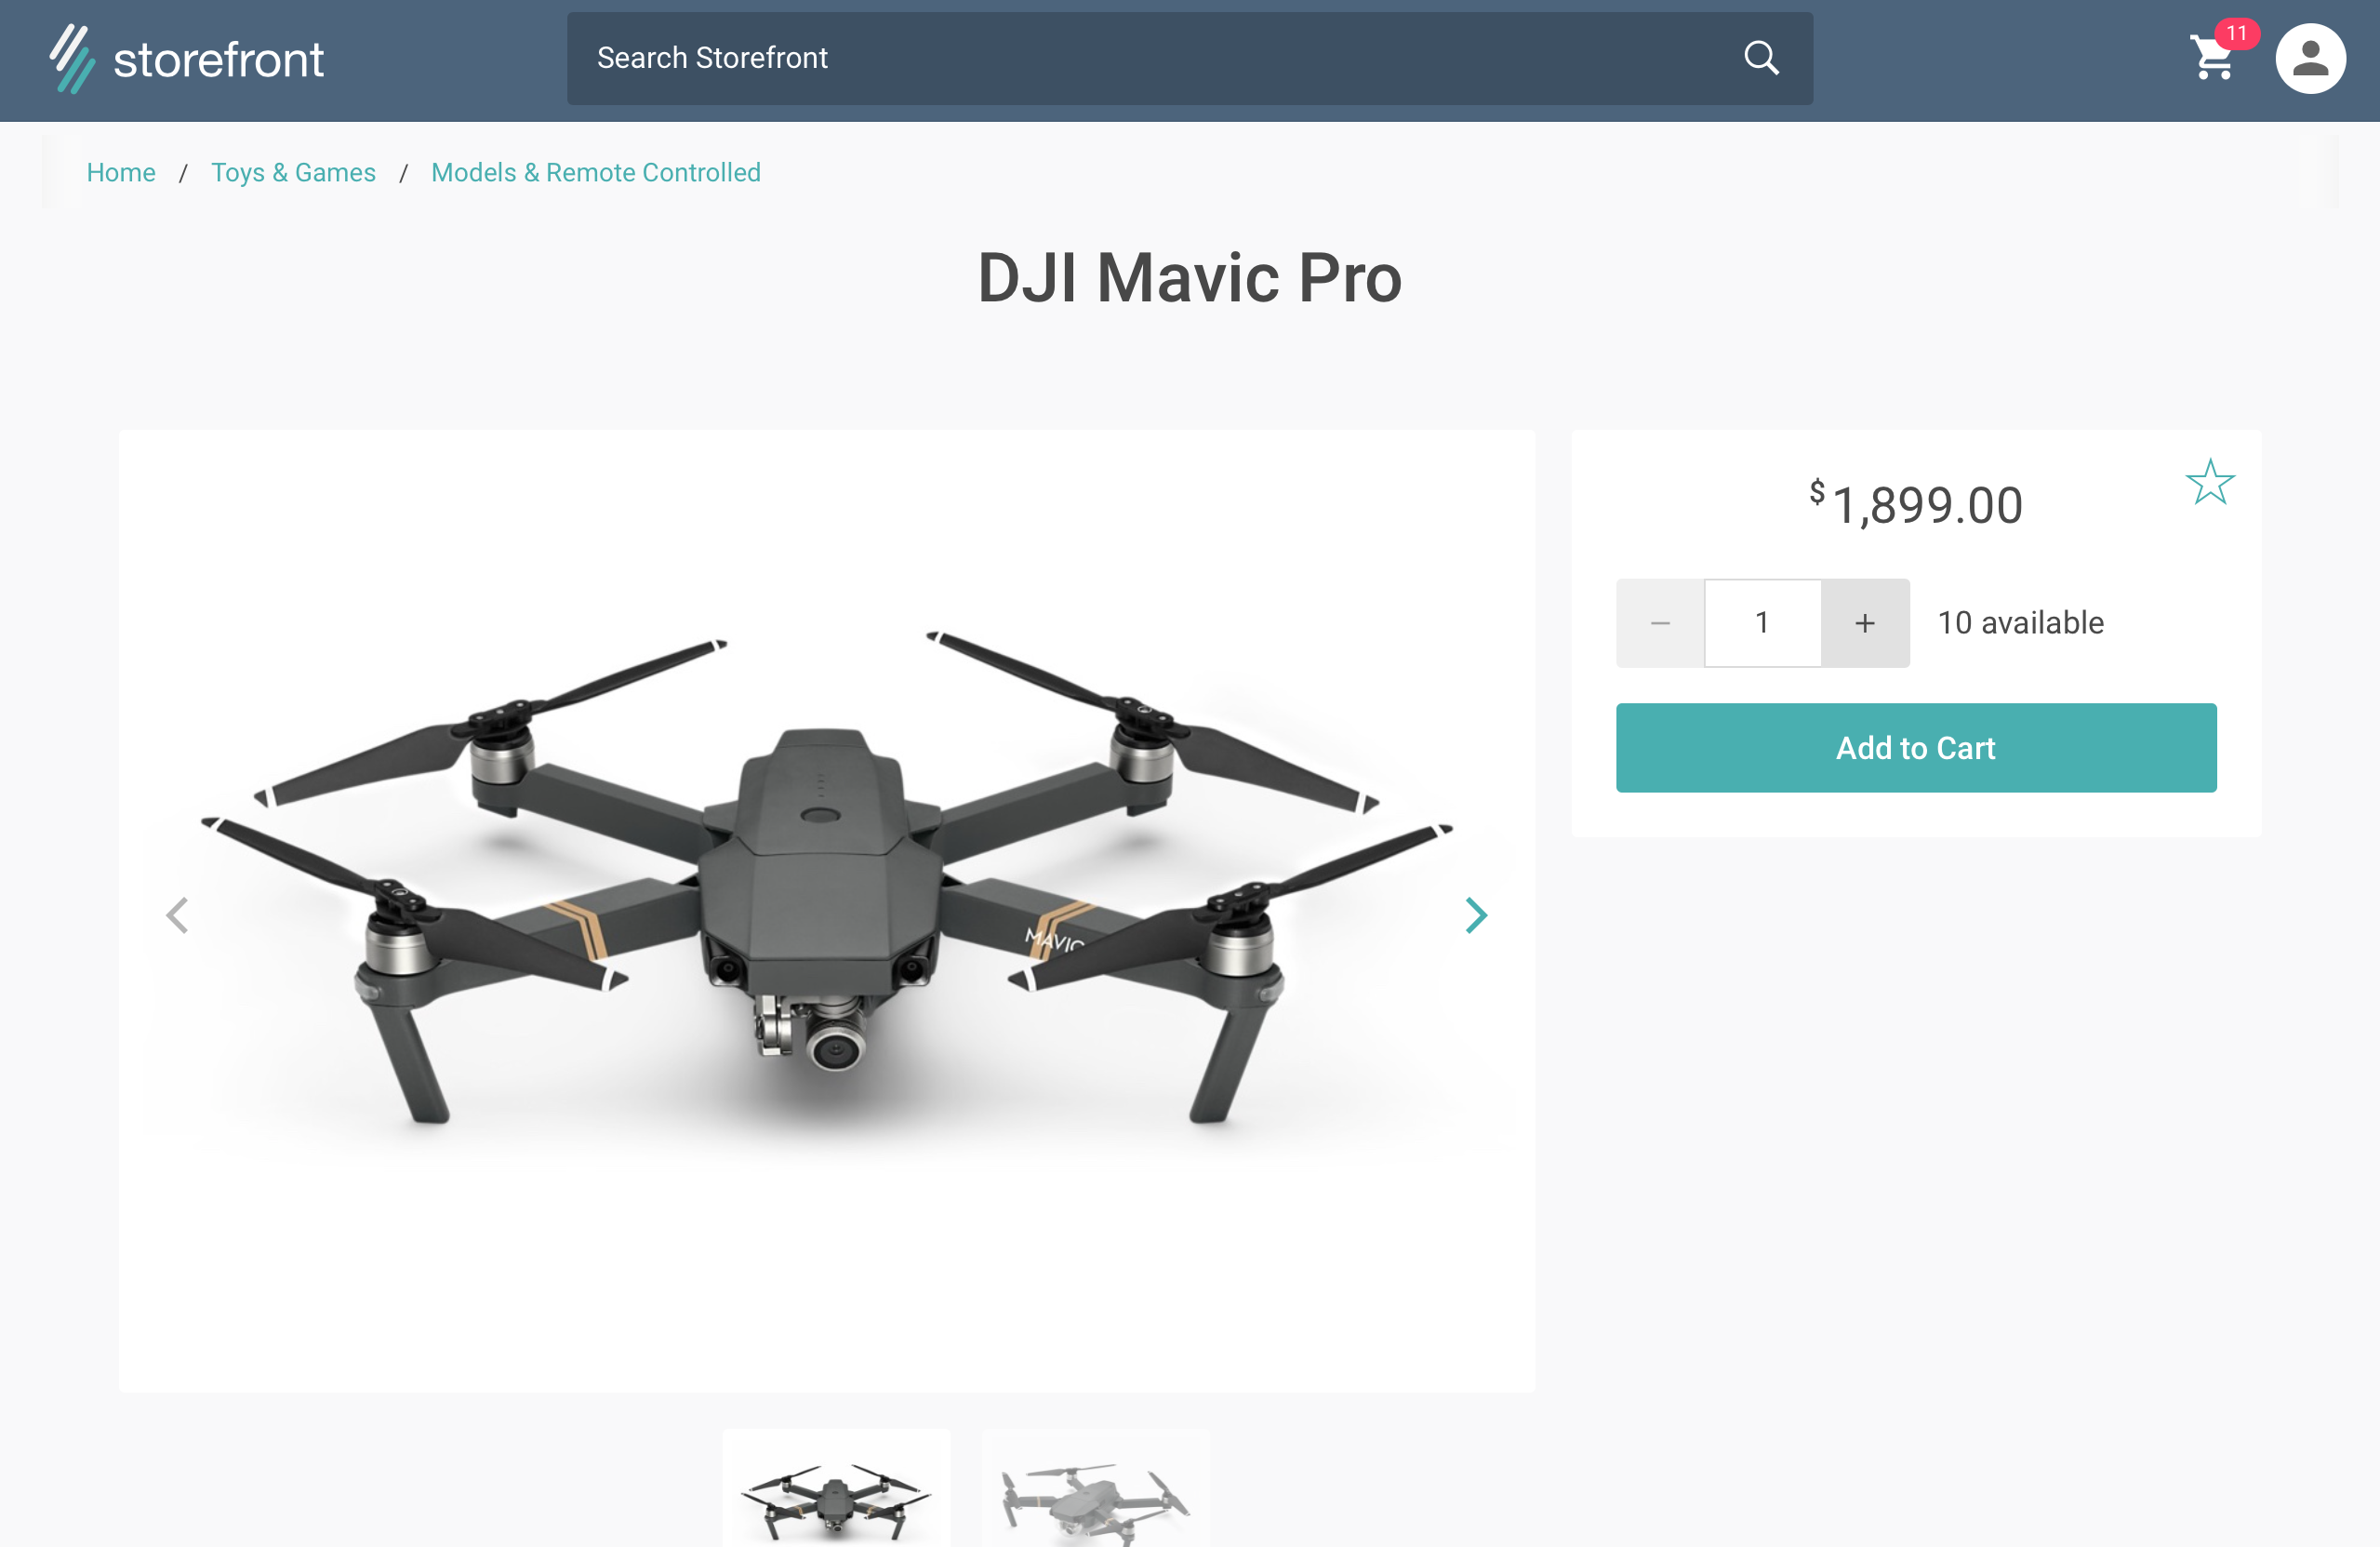 storefront
Search Storefront
11
Home / Toys & Games / Models & Remote Controlled
DJI Mavic Pro
$1,899.00
− 1 + 10 available
Add to Cart
MAVIC